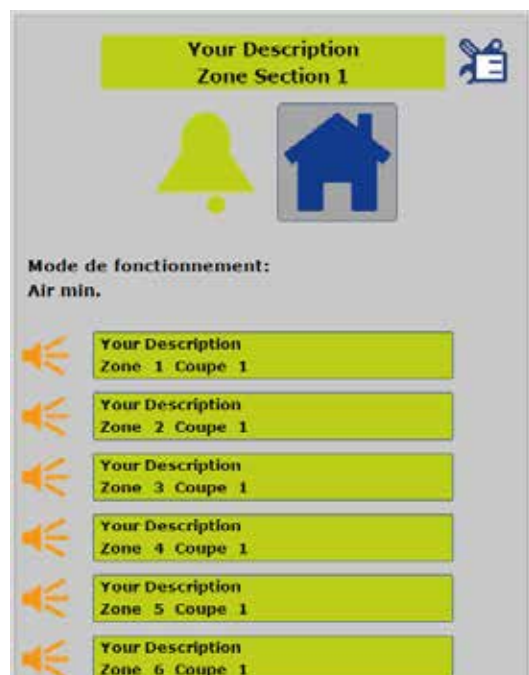 Your Description
Zone Section 1
Mode de fonctionnement:
Air min.
Your Description
Zone 1 Coupe 1
Your Description
Zone 2 Coupe 1
Your Description
Zone 3 Coupe 1
Your Description
Zone 4 Coupe 1
Your Description
Zone 5 Coupe 1
Your Description
Zone 6 Coupe 1